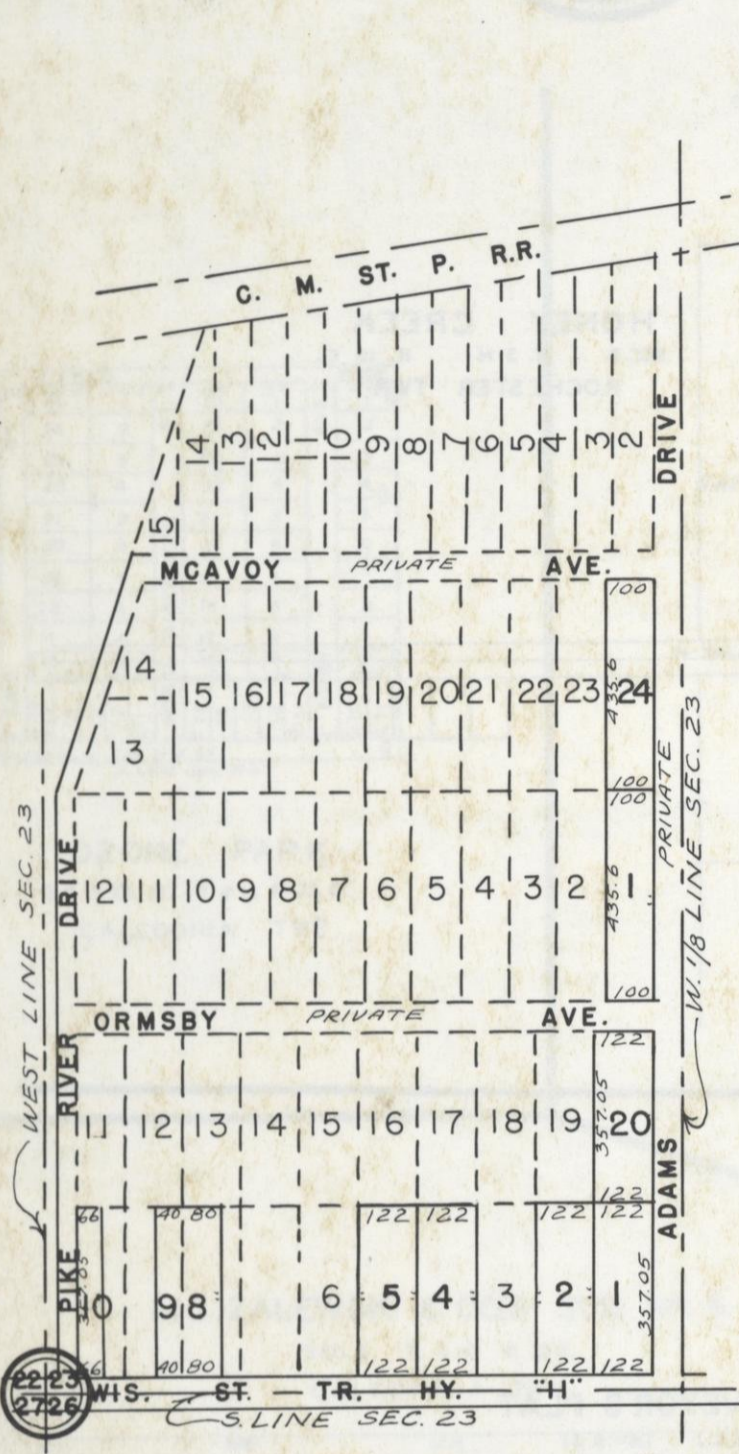 C. M. ST. P. R.R.
15 14 13 12 11 10 9 8 7 6 5 4 3 2
DRIVE
MCAVOY PRIVATE AVE.
100
14 15 16 17 18 19 20 21 22 23 24
435.6
13
100
100
PRIVATE
W. 1/8 LINE SEC. 23
WEST LINE SEC. 23
DRIVE
12 11 10 9 8 7 6 5 4 3 2 1
435.6
100
ORMSBY PRIVATE AVE.
RIVER
122
11 12 13 14 15 16 17 18 19 20
357.05
122
ADAMS
66 40 80 122 122 122 122
PIKE
10 9 8 6 5 4 3 2 1
357.05
66 40 80 122 122 122 122
22 23
27 26
WIS. ST. TR. HY. "H"
S. LINE SEC. 23